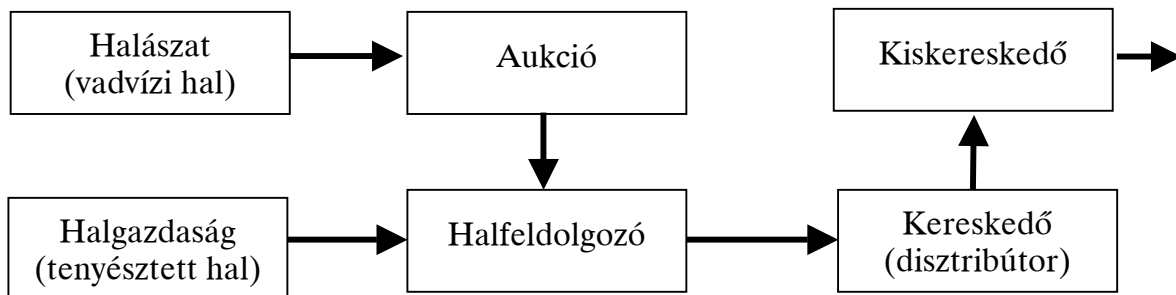 Halászat
(vadvízi hal)
Aukció
Kiskereskedő
Halgazdaság
(tenyésztett hal)
Halfeldolgozó
Kereskedő
(disztribútor)